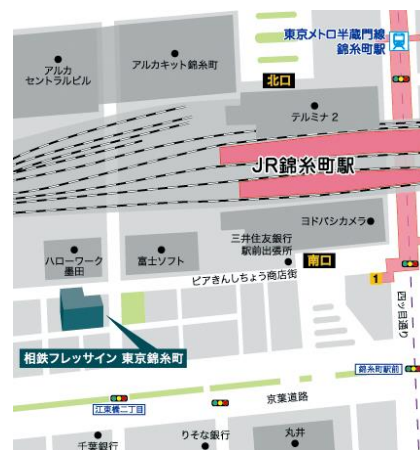 東京メトロ半蔵門線
錦糸町駅
アルカ
セントラルビル
アルカキット錦糸町
北口
テルミナ2
JR錦糸町駅
ヨドバシカメラ
三井住友銀行
駅前出張所
ハローワーク
墨田
富士ソフト
南口
ピアきんしちょう商店街
1
四ッ目通り
相鉄フレッサイン 東京錦糸町
錦糸町駅前
京葉道路
江東橋二丁目
千葉銀行
りそな銀行
丸井